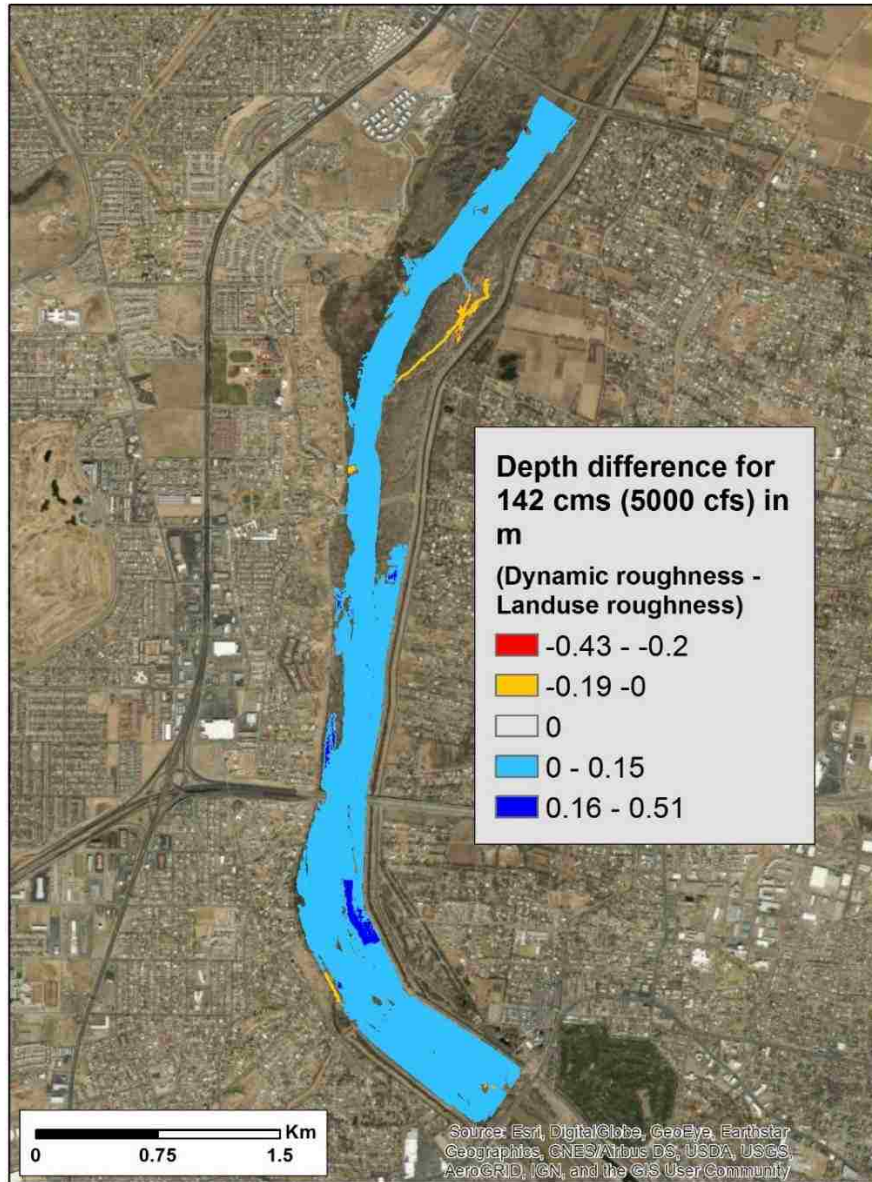 Depth difference for
142 cms (5000 cfs) in
m
(Dynamic roughness -
Landuse roughness)
-0.43 - -0.2
-0.19 -0
0
0 - 0.15
0.16 - 0.51
Km
0 0.75 1.5
Source: Esri, DigitalGlobe, GeoEye, Earthstar
Geographics, CNES/Airbus DS, USDA, USGS,
AeroGRID, IGN, and the GIS User Community